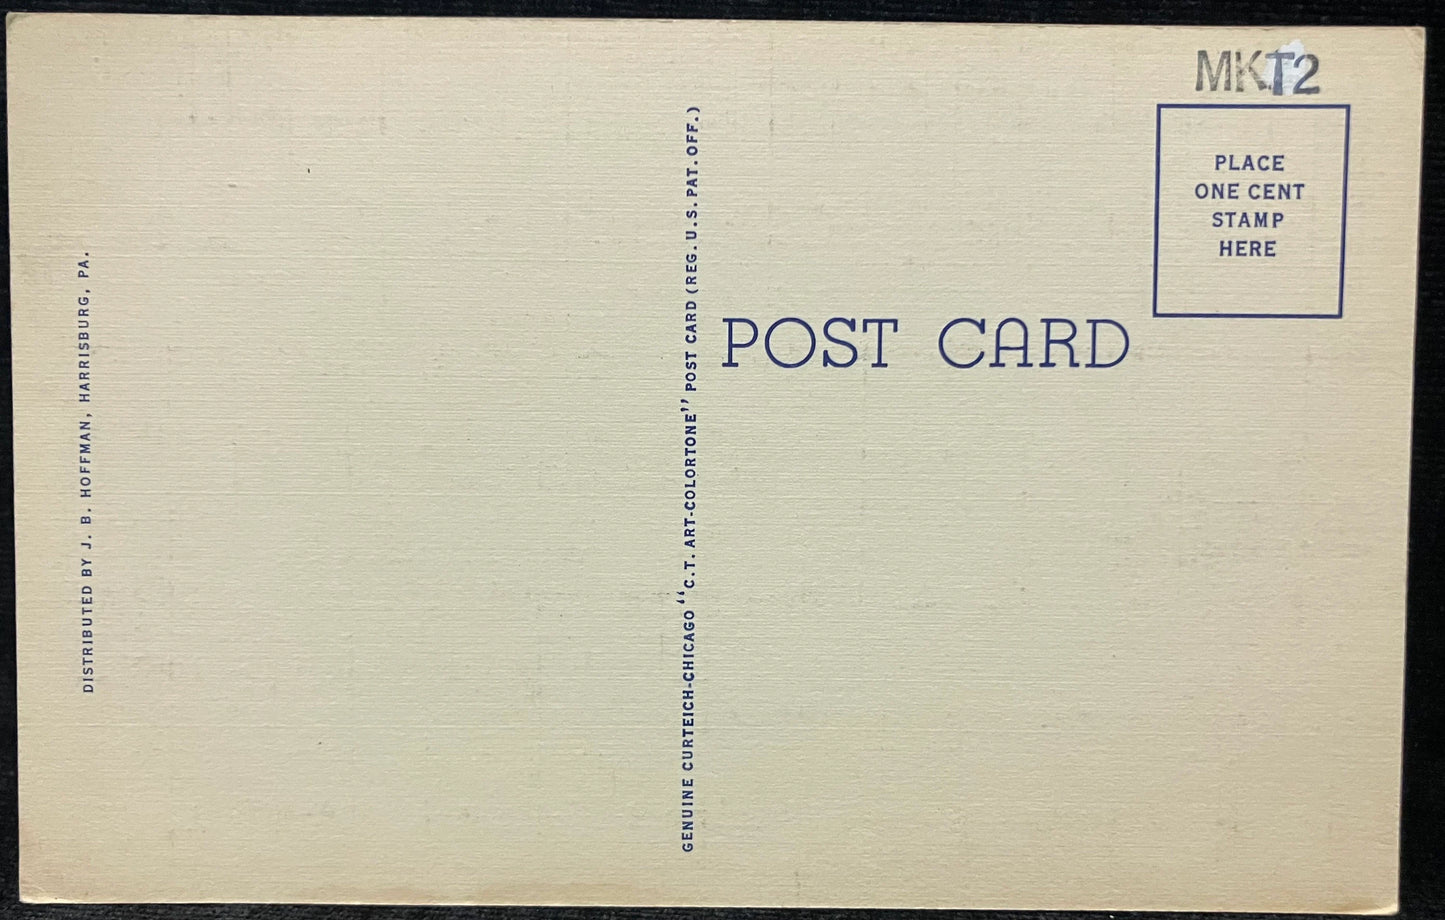 MKT2
PLACE
ONE CENT
STAMP
HERE
POST CARD
GENUINE CURTEICH-CHICAGO "C.T. ART-COLORTONE" POST CARD (REG. U.S. PAT. OFF.)
DISTRIBUTED BY J. B. HOFFMAN, HARRISBURG, PA.